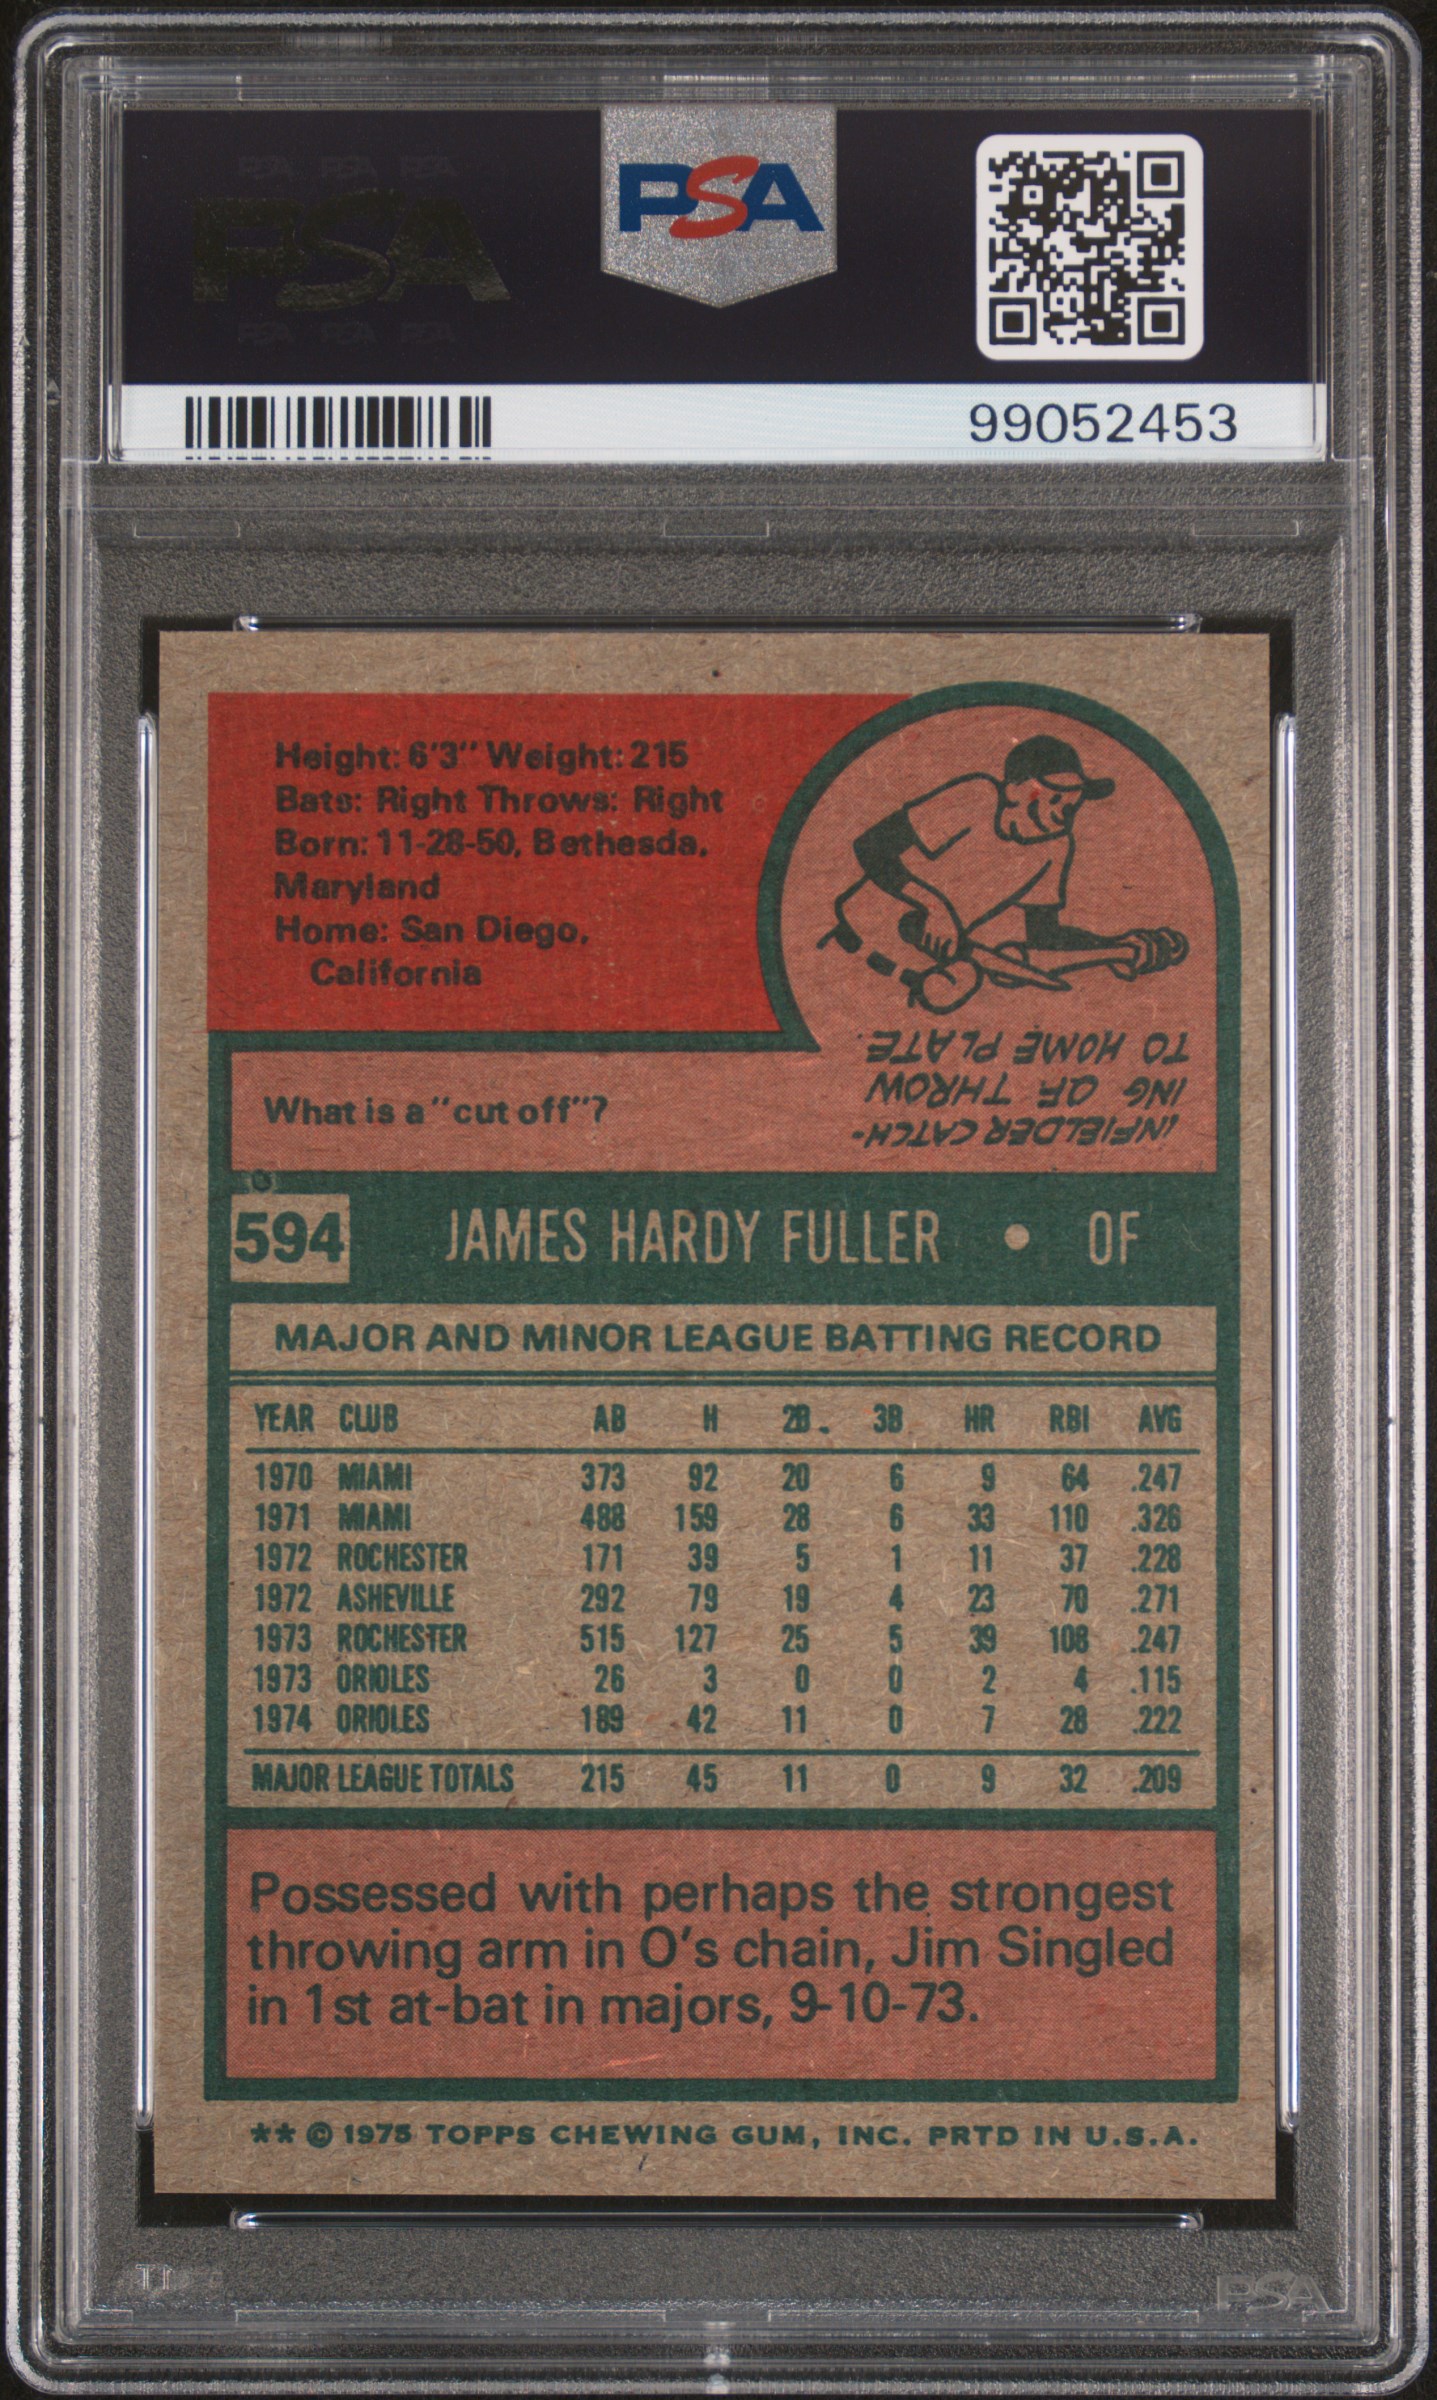 PSA PSA PSA
PSA
PSA PSA PSA
PSA
99052453
Height: 6'3" Weight: 215
Bats: Right Throws: Right
Born: 11-28-50, Bethesda,
Maryland
Home: San Diego,
California
What is a "cut off"?
INFIELDER CATCH-
ING OF THROW
TO HOME PLATE.
594 JAMES HARDY FULLER • OF
MAJOR AND MINOR LEAGUE BATTING RECORD
YEAR CLUB AB H 2B. 3B HR RBI AVG
1970 MIAMI 373 92 20 6 9 64 .247
1971 MIAMI 488 159 28 6 33 110 .326
1972 ROCHESTER 171 39 5 1 11 37 .228
1972 ASHEVILLE 292 79 19 4 23 70 .271
1973 ROCHESTER 515 127 25 5 39 108 .247
1973 ORIOLES 26 3 0 0 2 4 .115
1974 ORIOLES 189 42 11 0 7 28 .222
MAJOR LEAGUE TOTALS 215 45 11 0 9 32 .209
Possessed with perhaps the strongest
throwing arm in O's chain, Jim Singled
in 1st at-bat in majors, 9-10-73.
** © 1975 TOPPS CHEWING GUM, INC. PRTD IN U.S.A.
PSA